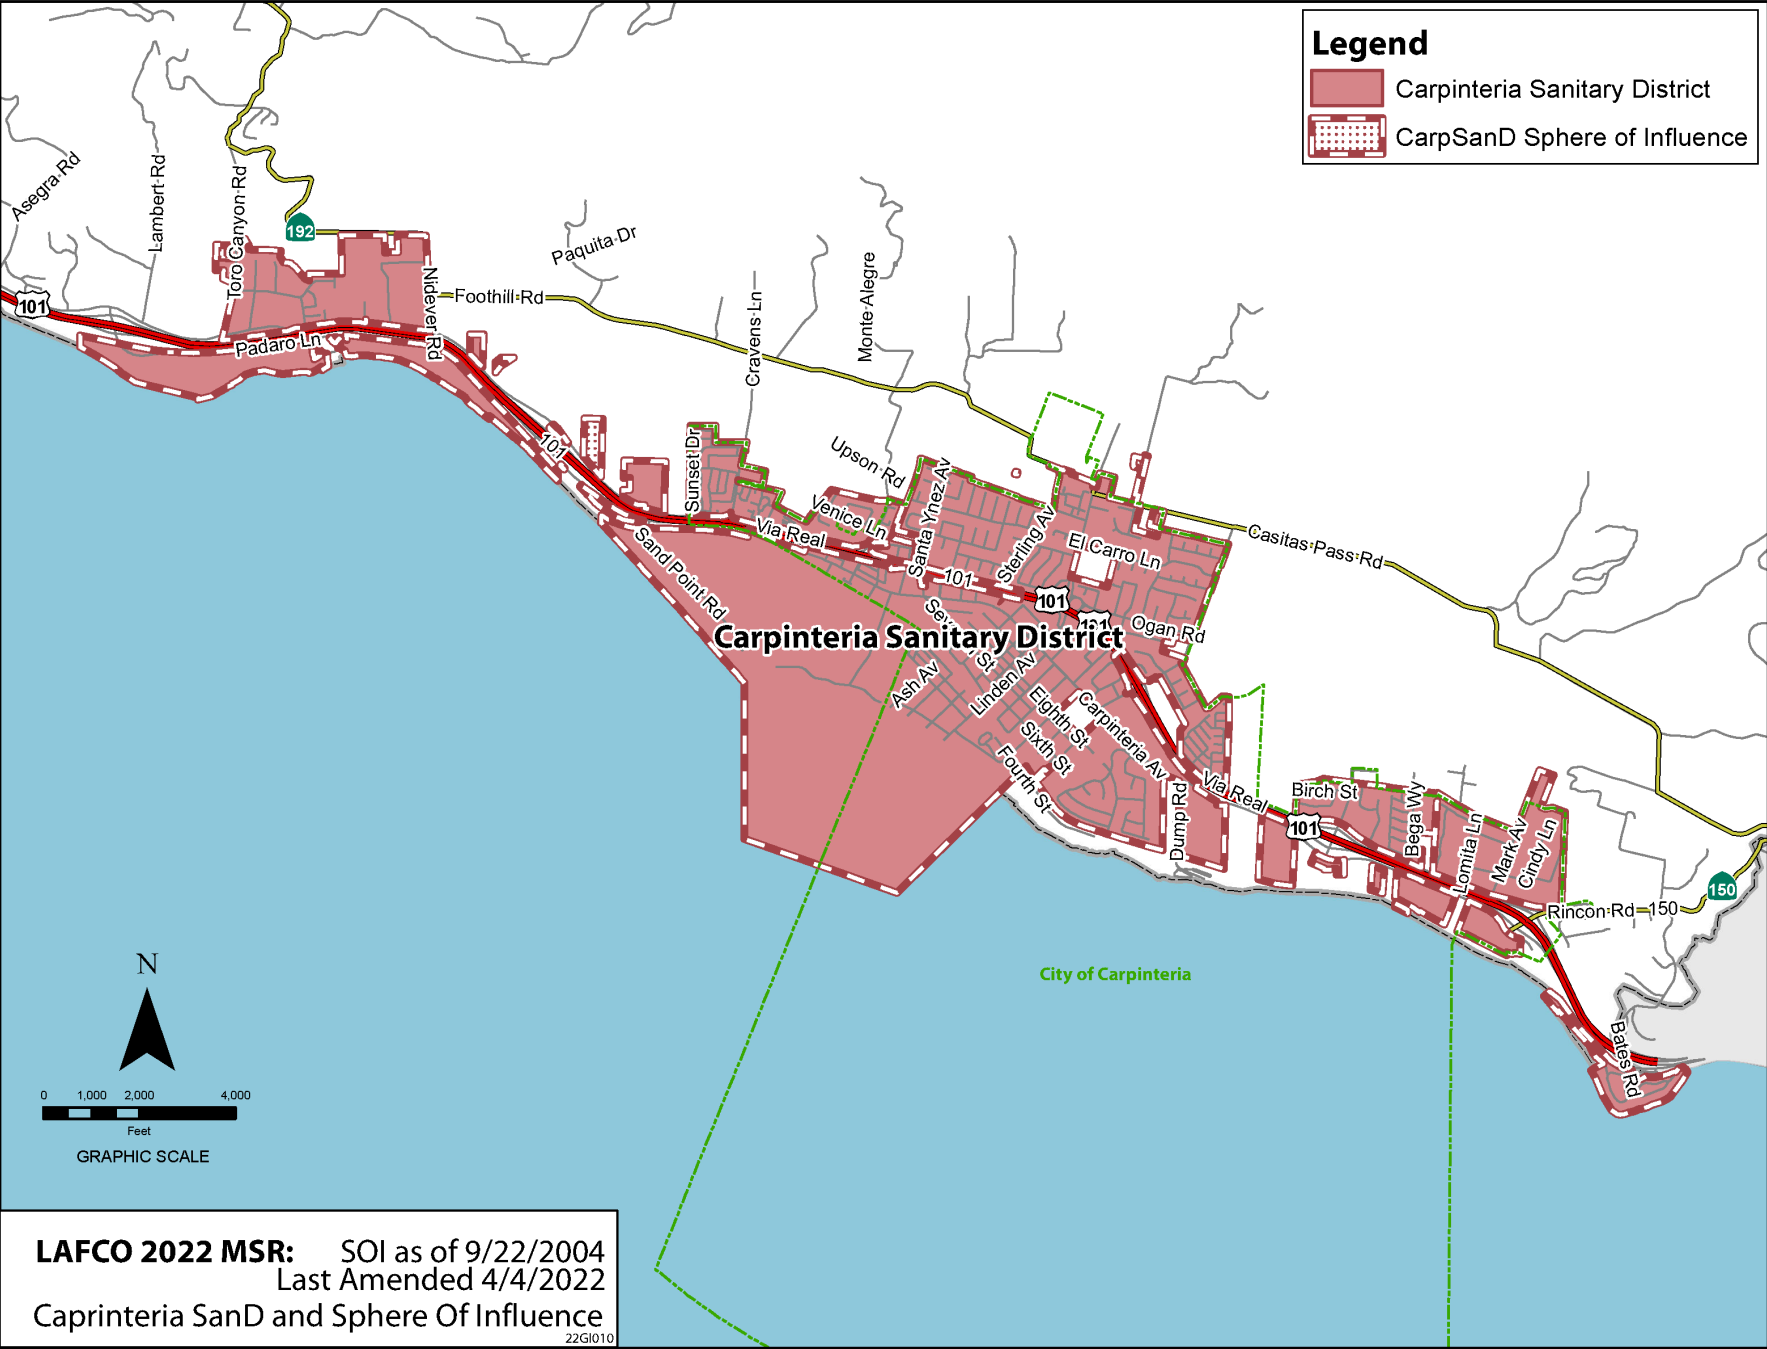 Legend
Carpinteria Sanitary District
CarpSanD Sphere of Influence
Asegra Rd
Lambert Rd
Toro Canyon Rd
192
101
Padaro Ln
Nidever Rd
Foothill Rd
Paquita Dr
Cravens Ln
Monte Alegre
101
Sunset Dr
Upson Rd
Venice Ln
Via Real
Santa Ynez Av
Sterling Av
El Carro Ln
Casitas Pass Rd
101
101
101
Ogan Rd
Sand Point Rd
Carpinteria Sanitary District
Ash Av
Linden Av
Eighth St
Sixth St
Fourth St
Carpinteria Av
Dump Rd
Via Real
Birch St
101
Bega Wy
Lomita Ln
Mark Av
Cindy Ln
Rincon Rd 150
150
Bates Rd
City of Carpinteria
N
0 1,000 2,000 4,000
Feet
GRAPHIC SCALE
LAFCO 2022 MSR: SOI as of 9/22/2004
Last Amended 4/4/2022
Caprinteria SanD and Sphere Of Influence
22GI010